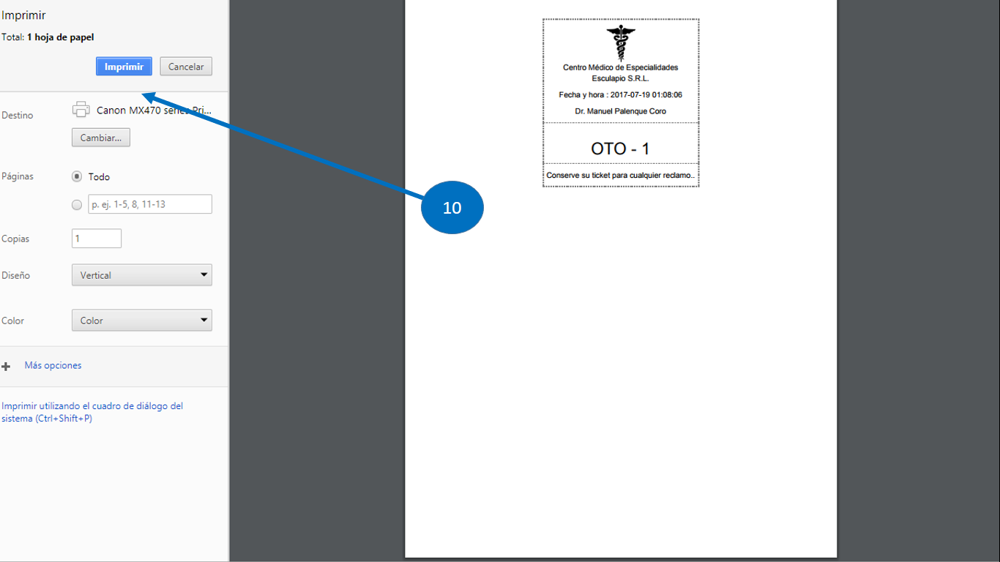 Imprimir
Total: 1 hoja de papel
Imprimir
Cancelar
Destino
Canon MX470 series Pri...
Cambiar...
Páginas
Todo
p. ej. 1-5, 8, 11-13
Copias
1
Diseño
Vertical
Color
Color
Más opciones
Imprimir utilizando el cuadro de diálogo del
sistema (Ctrl+Shift+P)
10
Centro Médico de Especialidades
Esculapio S.R.L.
Fecha y hora : 2017-07-19 01:08:06
Dr. Manuel Palenque Coro
OTO - 1
Conserve su ticket para cualquier reclamo..